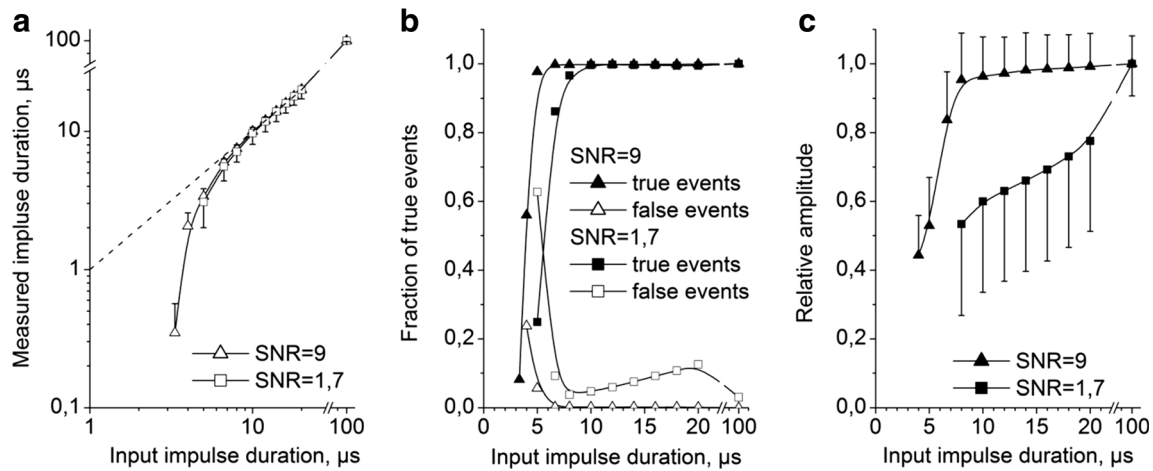 a
Measured impluse duration, µs
100
10
1
0,1
SNR=9
SNR=1,7
1
10
100
Input impulse duration, µs
b
Fraction of true events
1,0
0,8
0,6
0,4
0,2
0,0
SNR=9
true events
false events
SNR=1,7
true events
false events
0
5
10
15
20
100
Input impulse duration, µs
c
Relative amplitude
1,0
0,8
0,6
0,4
0,2
0,0
SNR=9
SNR=1,7
0
5
10
15
20
100
Input impulse duration, µs